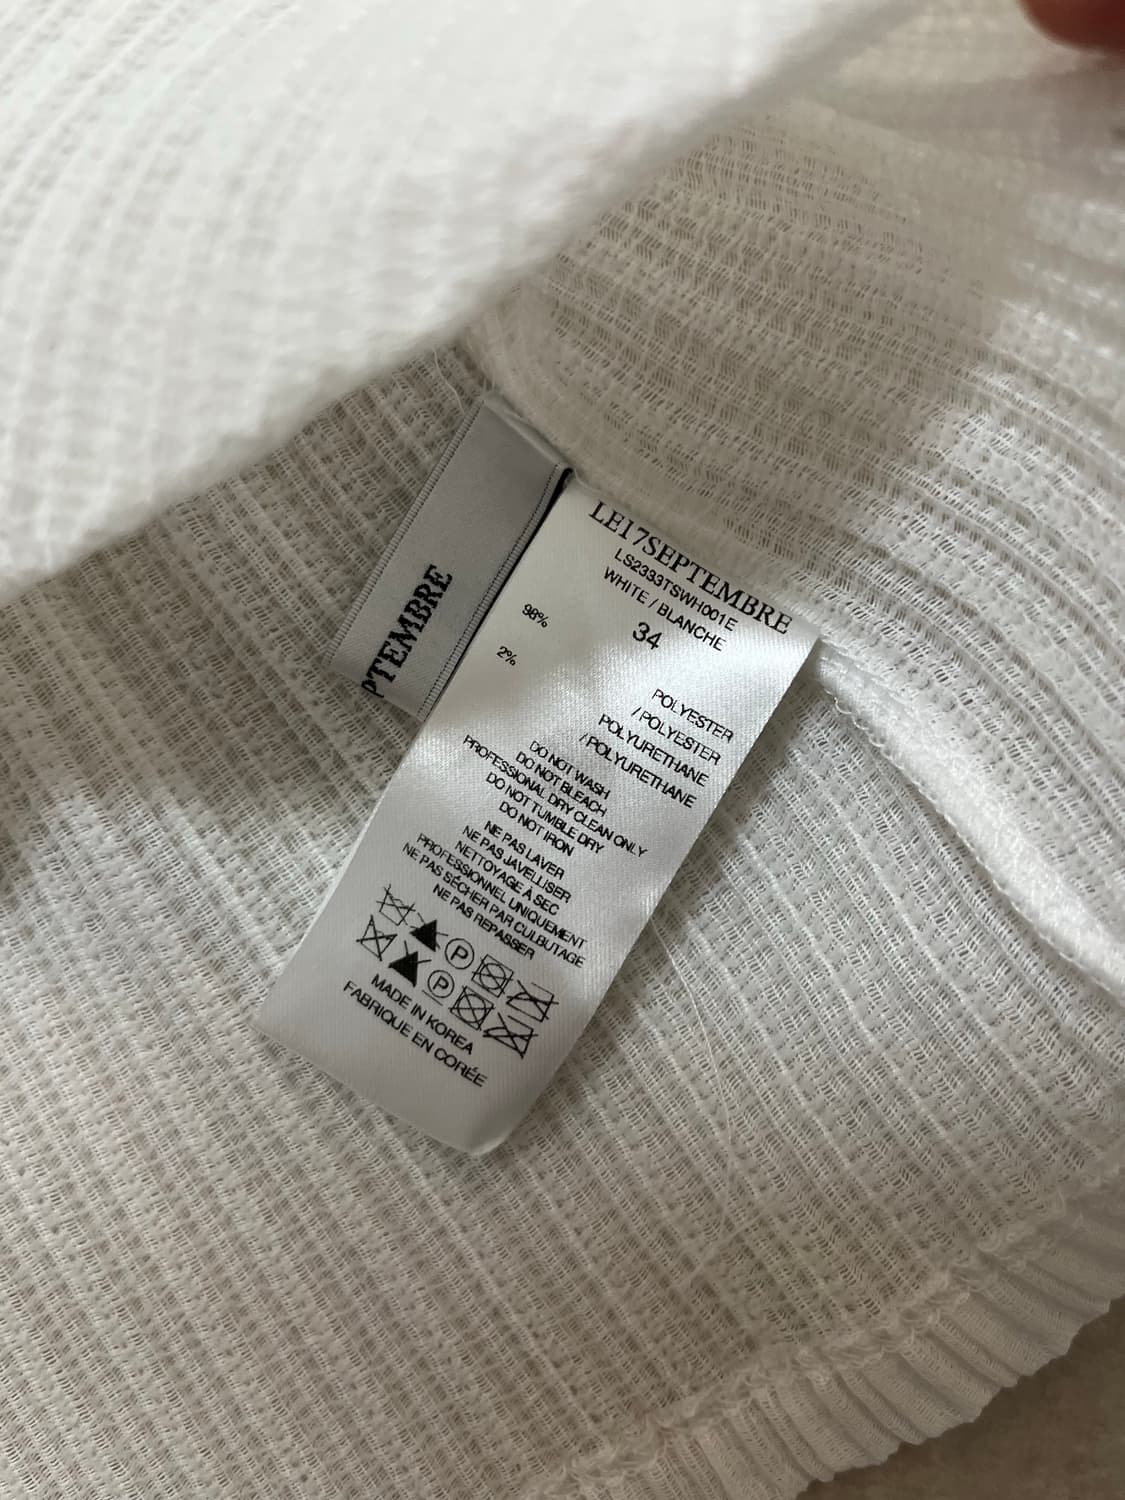 PTEMBRE
LE17SEPTEMBRE
LS2333TSWH001E
WHITE / BLANCHE
34
98%
POLYESTER
/ POLYESTER
2%
POLYURETHANE
/ POLYURETHANE
DO NOT WASH
DO NOT BLEACH
PROFESSIONAL DRY CLEAN ONLY
DO NOT TUMBLE DRY
DO NOT IRON
NE PAS LAVER
NE PAS JAVELLISER
NETTOYAGE À SEC
PROFESSIONNEL UNIQUEMENT
NE PAS SÉCHER PAR CULBUTAGE
NE PAS REPASSER
P
P
MADE IN KOREA
FABRIQUE EN CORÉE